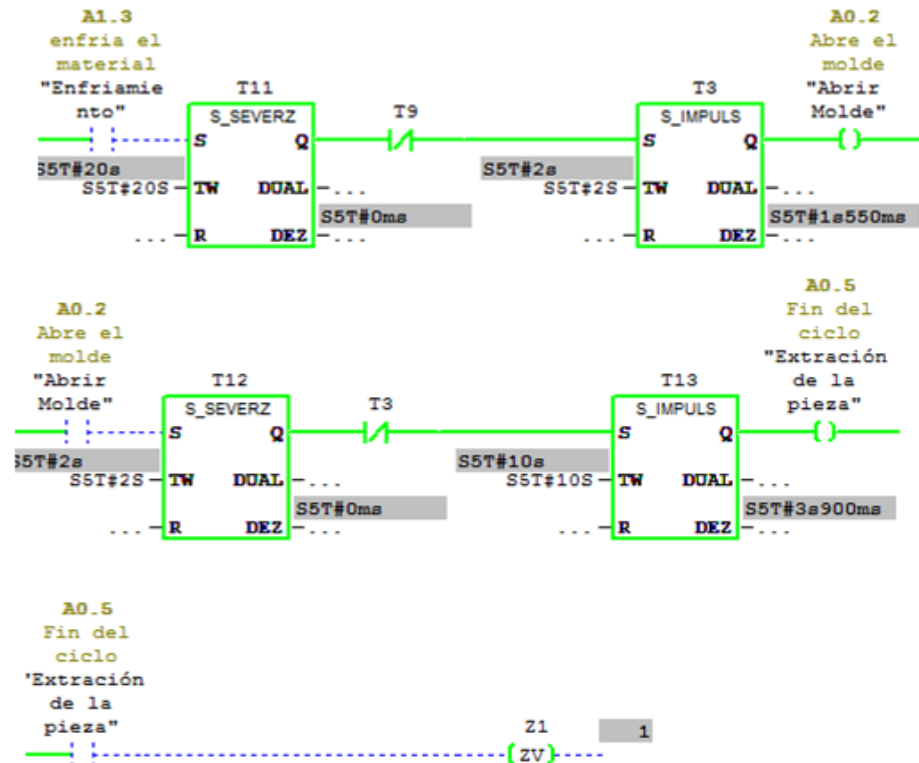 A1.3
enfria el
material
"Enfriamie
nto"
T11
S_SEVERZ
S Q
S5T#20s
S5T#20S TW DUAL ...
S5T#0ms
... R DEZ ...
T9
T3
S_IMPULS
S Q
S5T#2s
S5T#2S TW DUAL ...
S5T#1s550ms
... R DEZ ...
A0.2
Abre el
molde
"Abrir
Molde"
A0.2
Abre el
molde
"Abrir
Molde"
T12
S_SEVERZ
S Q
S5T#2s
S5T#2S TW DUAL ...
S5T#0ms
... R DEZ ...
T3
T13
S_IMPULS
S Q
S5T#10s
S5T#10S TW DUAL ...
S5T#3s900ms
... R DEZ ...
A0.5
Fin del
ciclo
"Extración
de la
pieza"
A0.5
Fin del
ciclo
"Extración
de la
pieza"
Z1
ZV
1